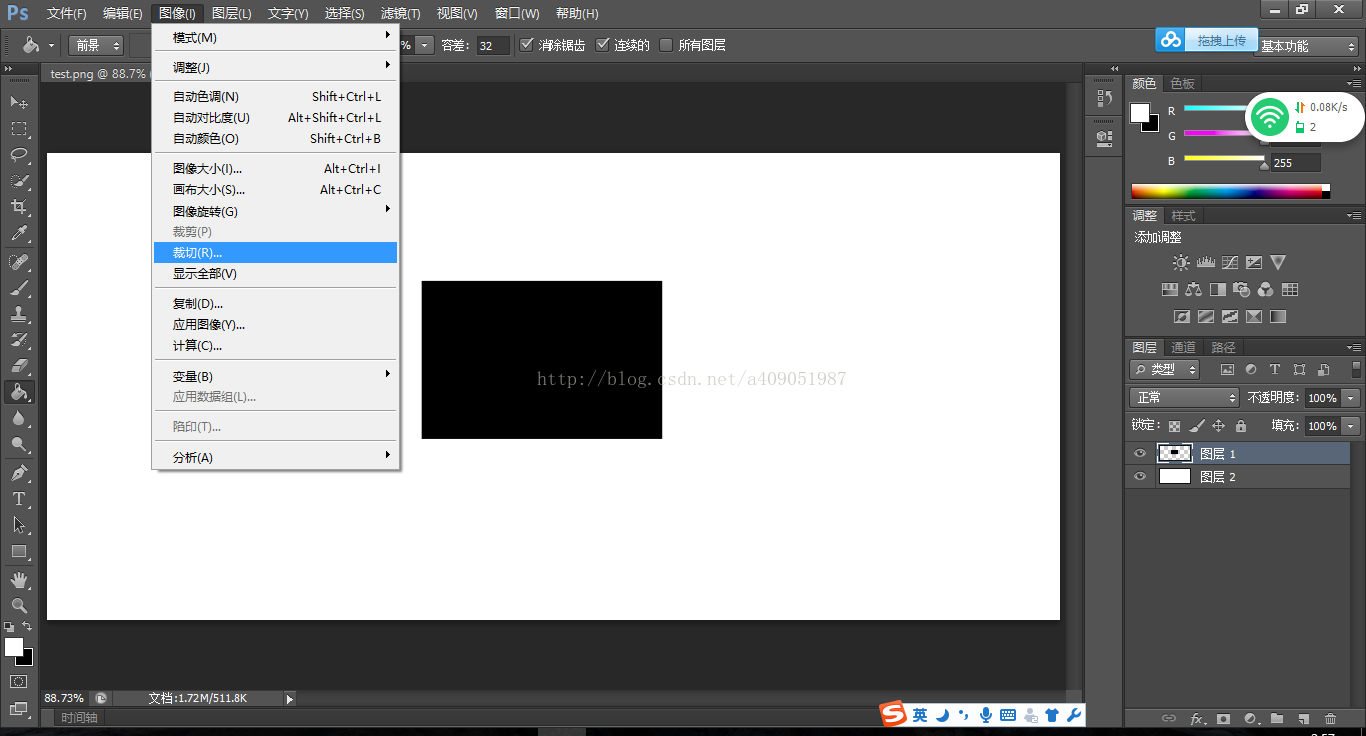 Ps 文件(F) 编辑(E) 图像(I) 图层(L) 文字(Y) 选择(S) 滤镜(T) 视图(V) 窗口(W) 帮助(H)
前景 % 容差: 32 消除锯齿 连续的 所有图层 拖拽上传 基本功能
test.png @ 88.7%
模式(M)
调整(J)
自动色调(N) Shift+Ctrl+L
自动对比度(U) Alt+Shift+Ctrl+L
自动颜色(O) Shift+Ctrl+B
图像大小(I)... Alt+Ctrl+I
画布大小(S)... Alt+Ctrl+C
图像旋转(G)
裁剪(P)
裁切(R)...
显示全部(V)
复制(D)...
应用图像(Y)...
计算(C)...
变量(B)
应用数据组(L)...
陷印(T)...
分析(A)
http://blog.csdn.net/a409051987
颜色 色板
R
G
B 255
0.08K/s
2
调整 样式
添加调整
图层 通道 路径
类型
正常 不透明度: 100%
锁定: 填充: 100%
图层 1
图层 2
fx
88.73% 文档:1.72M/511.8K
时间轴
S 英